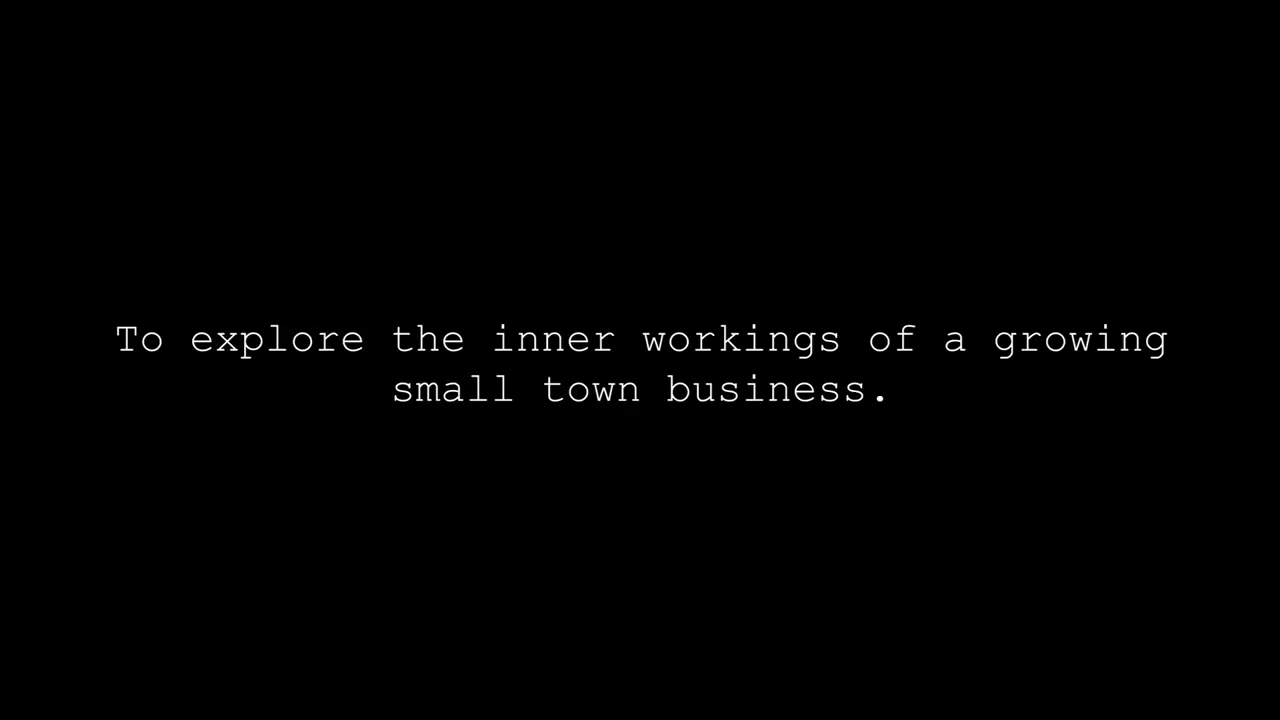 To explore the inner workings of a growing
small town business.